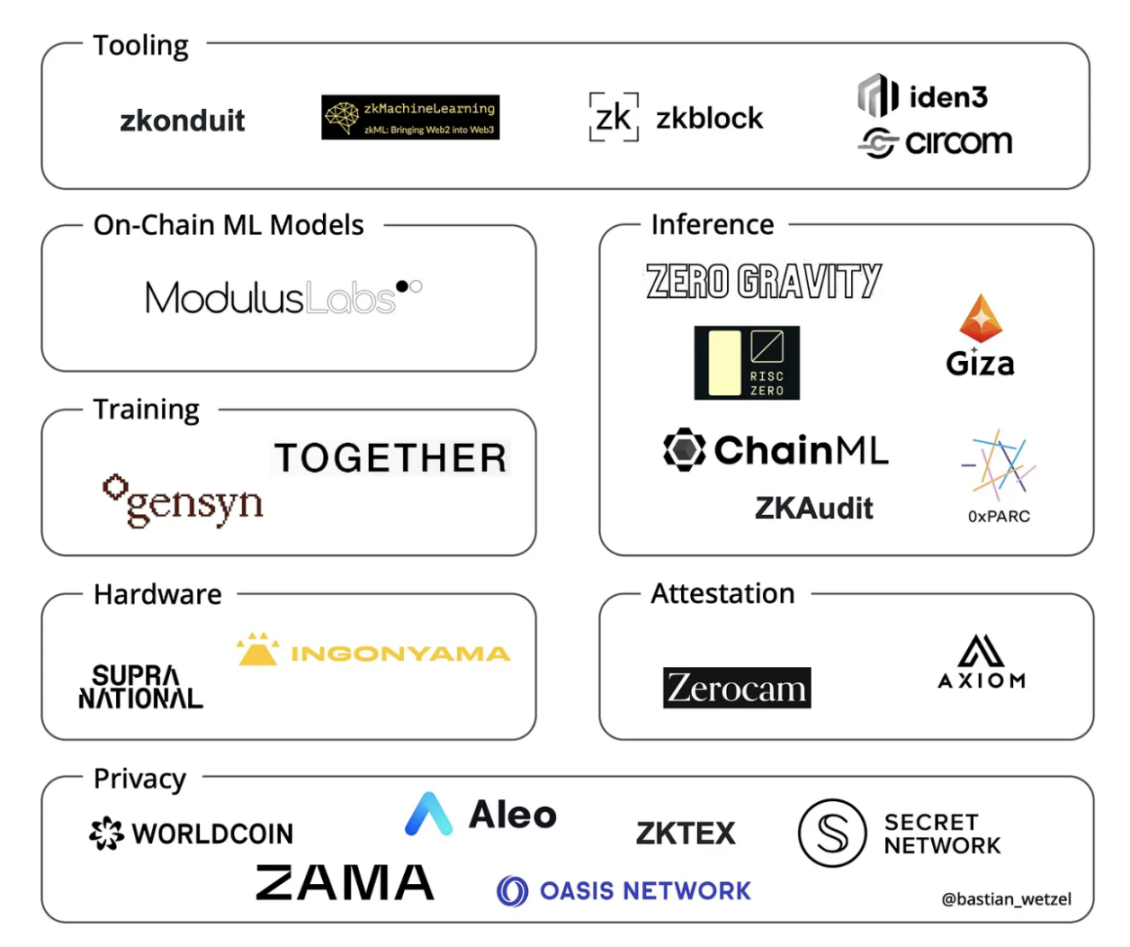 Tooling
zkonduit
zkMachineLearning
zkML: Bringing Web2 into Web3
zk zkblock
iden3
circom
On-Chain ML Models
ModulusLabs
Inference
ZERO GRAVITY
RISC
ZERO
Giza
ChainML
ZKAudit
0xPARC
Training
TOGETHER
gensyn
Hardware
INGONYAMA
SUPRA
NATIONAL
Attestation
Zerocam
AXIOM
Privacy
WORLDCOIN
Aleo
ZKTEX
SECRET
NETWORK
ZAMA
OASIS NETWORK
@bastian_wetzel